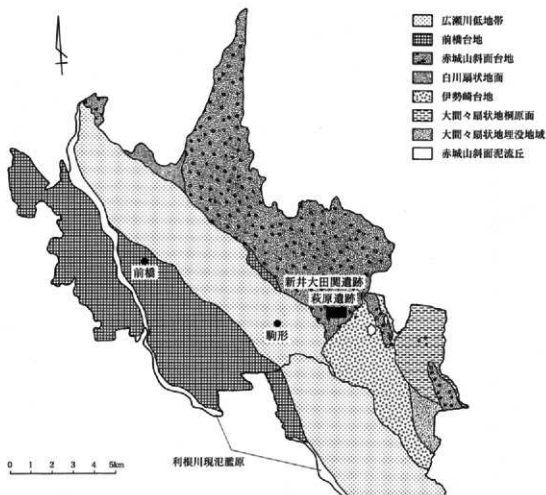 広瀬川低地帯
前橋台地
赤城山斜面台地
白川扇状地面
伊勢崎台地
大間々扇状地桐原面
大間々扇状地埋没地域
赤城山斜面泥流丘
新井大田関遺跡
萩原遺跡
前橋
駒形
利根川現氾濫原
0 1 2 3 4 5km